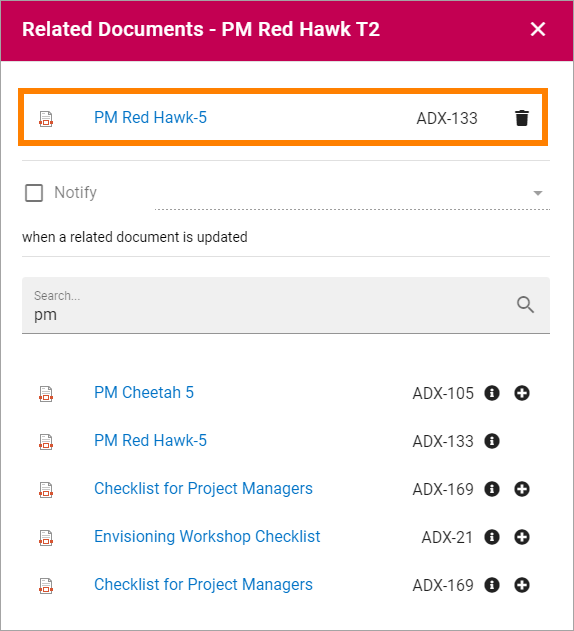 Related Documents - PM Red Hawk T2
PM Red Hawk-5 ADX-133
Notify
when a related document is updated
Search...
pm
PM Cheetah 5 ADX-105
PM Red Hawk-5 ADX-133
Checklist for Project Managers ADX-169
Envisioning Workshop Checklist ADX-21
Checklist for Project Managers ADX-169